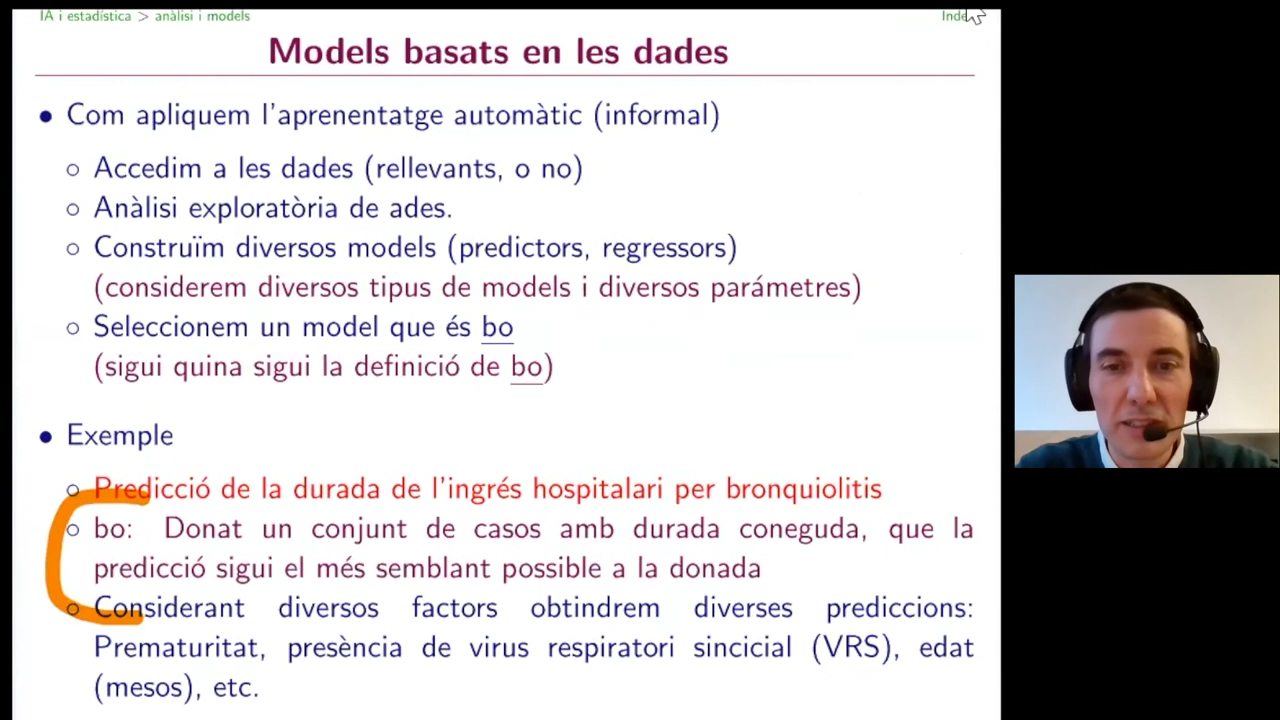 IA i estadística > anàlisi i models
Inde
Models basats en les dades
• Com apliquem l'aprenentatge automàtic (informal)
○ Accedim a les dades (rellevants, o no)
○ Anàlisi exploratòria de ades.
○ Construïm diversos models (predictors, regressors)
(considerem diversos tipus de models i diversos parámetres)
○ Seleccionem un model que és bo
(sigui quina sigui la definició de bo)
• Exemple
○ Predicció de la durada de l'ingrés hospitalari per bronquiolitis
○ bo: Donat un conjunt de casos amb durada coneguda, que la
predicció sigui el més semblant possible a la donada
○ Considerant diversos factors obtindrem diverses prediccions:
Prematuritat, presència de virus respiratori sincicial (VRS), edat
(mesos), etc.